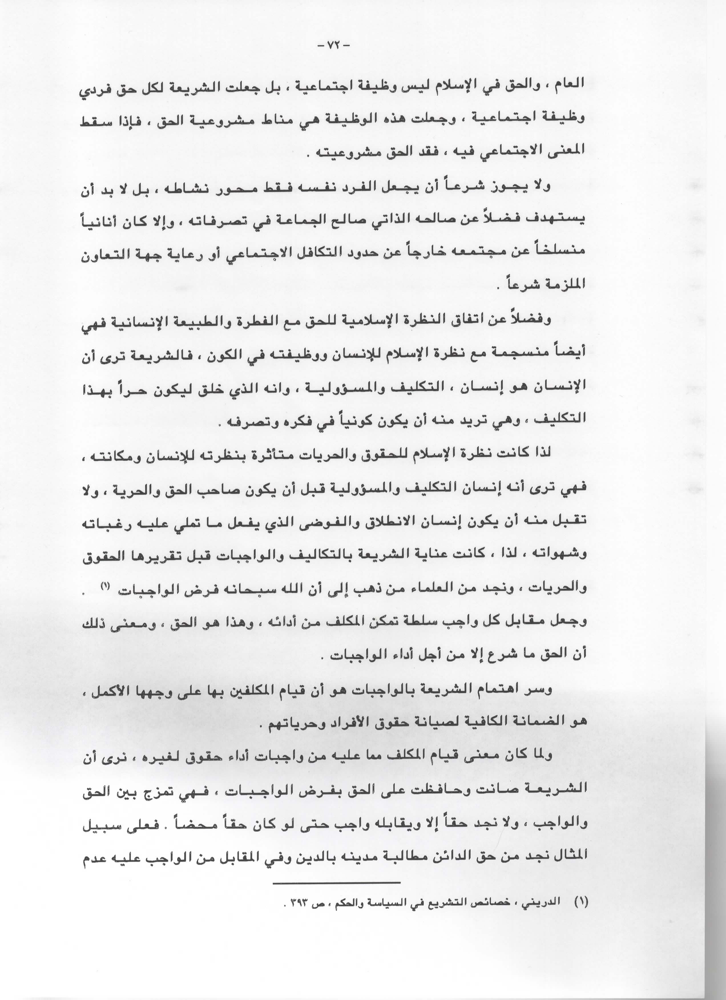 – ٧٢ –
العام ، والحق في الإسلام ليس وظيفة اجتماعية ، بل جعلت الشريعة لكل حق فردي
وظيفة اجتماعية ، وجعلت هذه الوظيفة هي مناط مشروعية الحق ، فإذا سقط
المعنى الاجتماعي فيه ، فقد الحق مشروعيته .
ولا يجوز شرعاً أن يجعل الفرد نفسه فقط محور نشاطه ، بل لا بد أن
يستهدف فضلاً عن صالحه الذاتي صالح الجماعة في تصرفاته ، وإلا كان أنانياً
منسلخاً عن مجتمعه خارجاً عن حدود التكافل الاجتماعي أو رعاية جهة التعاون
الملزمة شرعاً .
وفضلاً عن اتفاق النظرة الإسلامية للحق مع الفطرة والطبيعة الإنسانية فهي
أيضاً منسجمة مع نظرة الإسلام للإنسان ووظيفته في الكون ، فالشريعة ترى أن
الإنسان هو إنسان ، التكليف والمسؤولية ، وانه الذي خلق ليكون حراً بهذا
التكليف ، وهي تريد منه أن يكون كونياً في فكره وتصرفه .
لذا كانت نظرة الإسلام للحقوق والحريات متأثرة بنظرته للإنسان ومكانته ،
فهي ترى أنه إنسان التكليف والمسؤولية قبل أن يكون صاحب الحق والحرية ، ولا
تقبل منه أن يكون إنسان الانطلاق والفوضى الذي يفعل ما تملي عليه رغباته
وشهواته ، لذا ، كانت عناية الشريعة بالتكاليف والواجبات قبل تقريرها الحقوق
والحريات ، ونجد من العلماء من ذهب إلى أن الله سبحانه فرض الواجبات (١) .
وجعل مقابل كل واجب سلطة تمكن المكلف من أدائه ، وهذا هو الحق ، ومعنى ذلك
أن الحق ما شرع إلا من أجل أداء الواجبات .
وسر اهتمام الشريعة بالواجبات هو أن قيام المكلفين بها على وجهها الأكمل ،
هو الضمانة الكافية لصيانة حقوق الأفراد وحرياتهم .
ولما كان معنى قيام المكلف مما عليه من واجبات أداء حقوق لغيره ، نرى أن
الشريعة صانت وحافظت على الحق بفرض الواجبات ، فهي تمزج بين الحق
والواجب ، ولا نجد حقاً إلا ويقابله واجب حتى لو كان حقاً محضاً . فعلى سبيل
المثال نجد من حق الدائن مطالبة مدينه بالدين وفي المقابل من الواجب عليه عدم
(١) الدريني ، خصائص التشريع في السياسة والحكم ، ص ٣٩٣ .